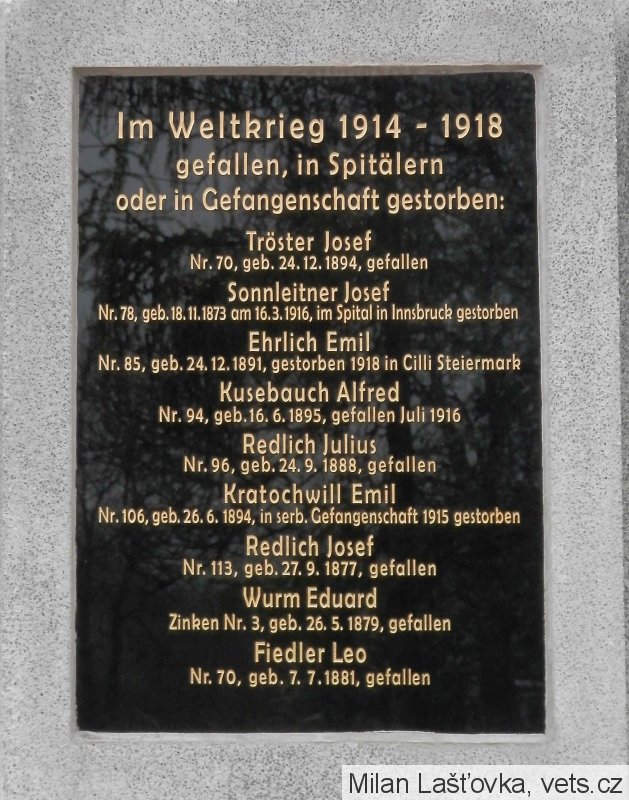 Im Weltkrieg 1914 - 1918
gefallen, in Spitälern
oder in Gefangenschaft gestorben:
Tröster Josef
Nr. 70, geb. 24. 12. 1894, gefallen
Sonnleitner Josef
Nr. 78, geb. 18. 11. 1873 am 16. 3. 1916, im Spital in Innsbruck gestorben
Ehrlich Emil
Nr. 85, geb. 24. 12. 1891, gestorben 1918 in Cilli Steiermark
Kusebauch Alfred
Nr. 94, geb. 16. 6. 1895, gefallen Juli 1916
Redlich Julius
Nr. 96, geb. 24. 9. 1888, gefallen
Kratochwill Emil
Nr. 106, geb. 26. 6. 1894, in serb. Gefangenschaft 1915 gestorben
Redlich Josef
Nr. 113, geb. 27. 9. 1877, gefallen
Wurm Eduard
Zinken Nr. 3, geb. 26. 5. 1879, gefallen
Fiedler Leo
Nr. 70, geb. 7. 7. 1881, gefallen
Milan Lašťovka, vets.cz